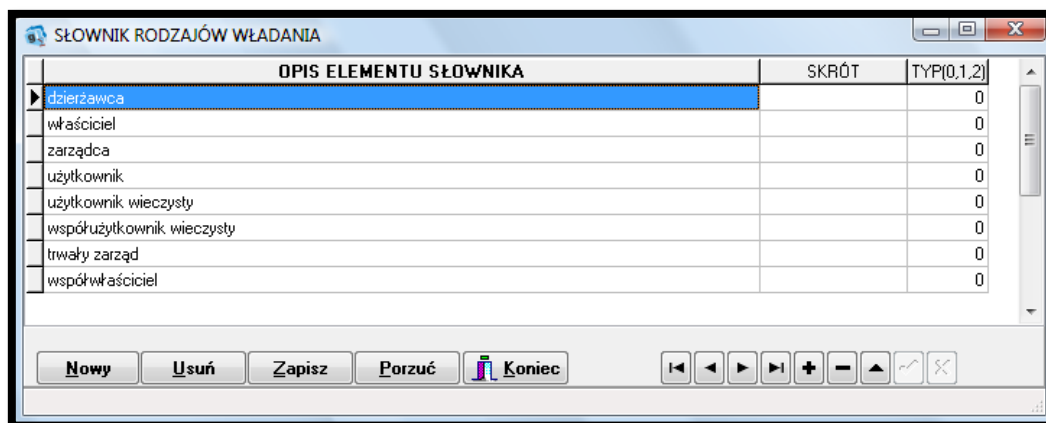 SŁOWNIK RODZAJÓW WŁADANIA
OPIS ELEMENTU SŁOWNIKA SKRÓT TYP(0,1,2)
dzierżawca 0
właściciel 0
zarządca 0
użytkownik 0
użytkownik wieczysty 0
współużytkownik wieczysty 0
trwały zarząd 0
współwłaściciel 0
Nowy Usuń Zapisz Porzuć Koniec